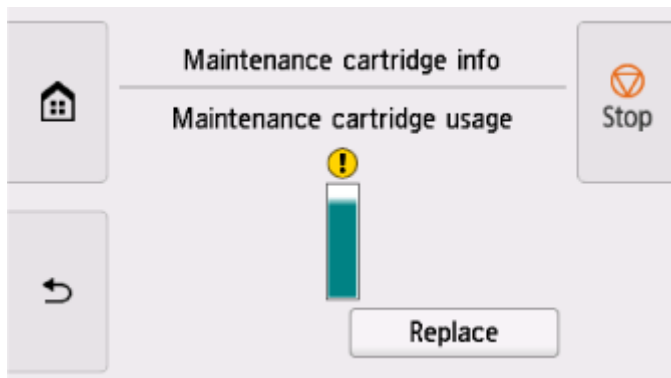 Maintenance cartridge info
Stop
Maintenance cartridge usage
!
Replace